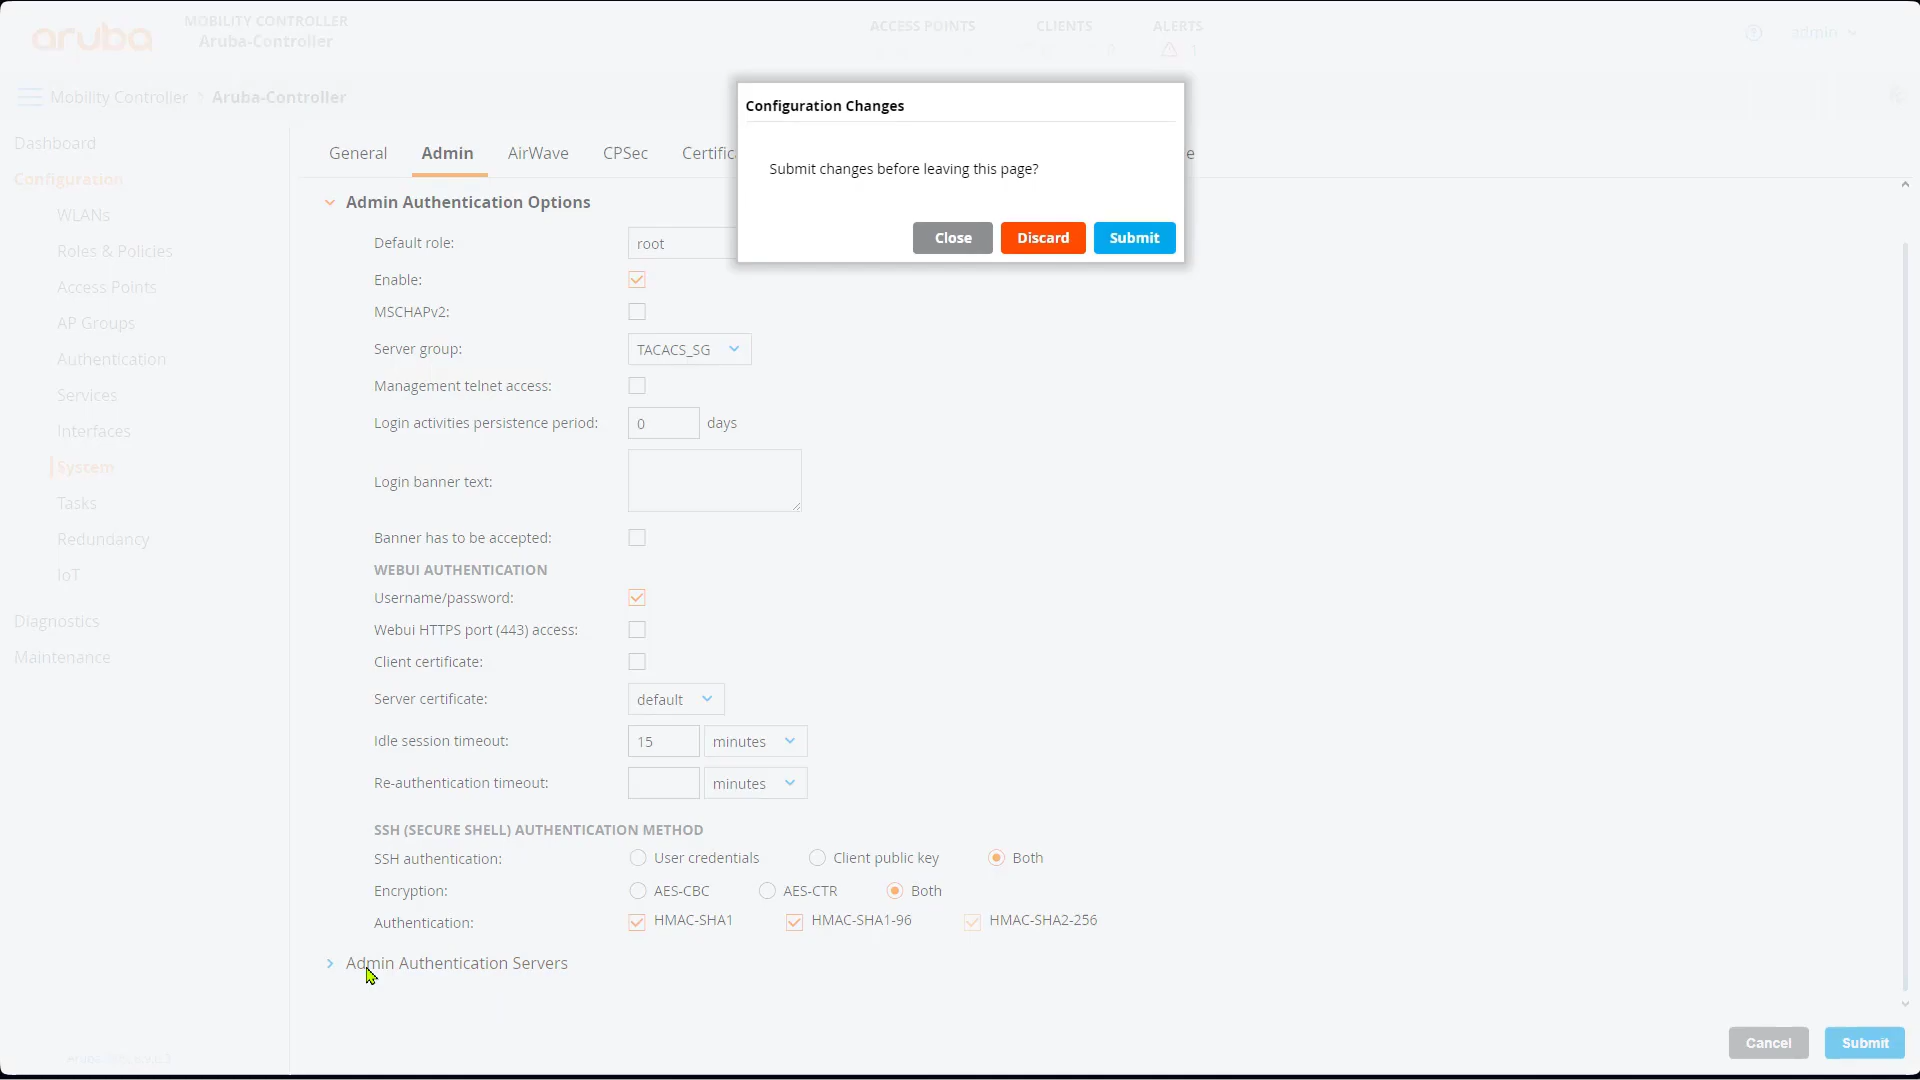 aruba
MOBILITY CONTROLLER
Aruba-Controller
ACCESS POINTS
CLIENTS
ALERTS
0
1
admin
Mobility Controller > Aruba-Controller
Configuration Changes
Submit changes before leaving this page?
Close
Discard
Submit
Dashboard
Configuration
WLANs
Roles & Policies
Access Points
AP Groups
Authentication
Services
Interfaces
System
Tasks
Redundancy
IoT
Diagnostics
Maintenance
General
Admin
AirWave
CPSec
Certifica
e
Admin Authentication Options
Default role: root
Enable:
MSCHAPv2:
Server group: TACACS_SG
Management telnet access:
Login activities persistence period: 0 days
Login banner text:
Banner has to be accepted:
WEBUI AUTHENTICATION
Username/password:
Webui HTTPS port (443) access:
Client certificate:
Server certificate: default
Idle session timeout: 15 minutes
Re-authentication timeout: minutes
SSH (SECURE SHELL) AUTHENTICATION METHOD
SSH authentication: User credentials Client public key Both
Encryption: AES-CBC AES-CTR Both
Authentication: HMAC-SHA1 HMAC-SHA1-96 HMAC-SHA2-256
Admin Authentication Servers
Cancel
Submit